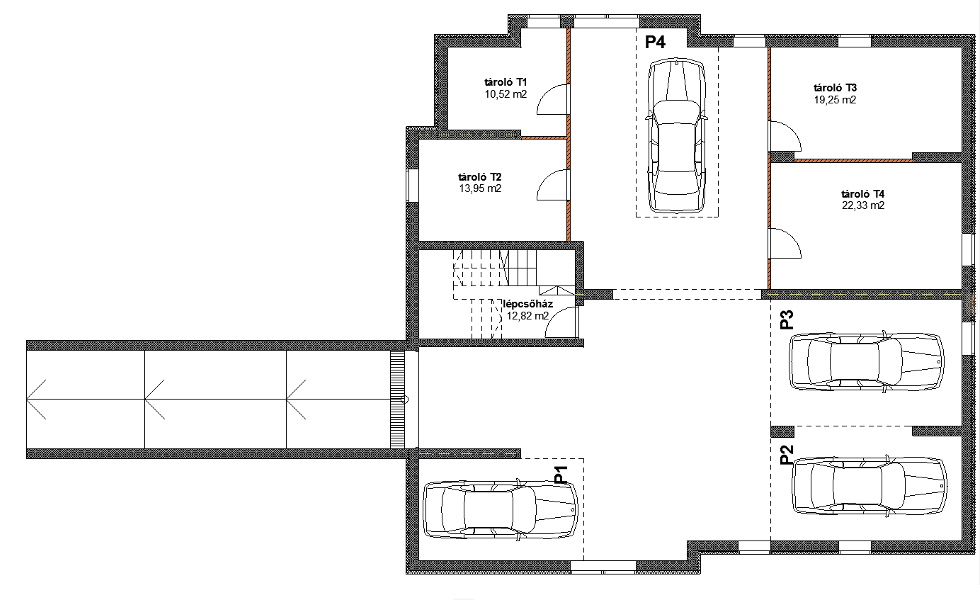 P4
tároló T1
10,52 m2
tároló T3
19,25 m2
tároló T2
13,95 m2
tároló T4
22,33 m2
lépcsőház
12,82 m2
P3
P2
P1